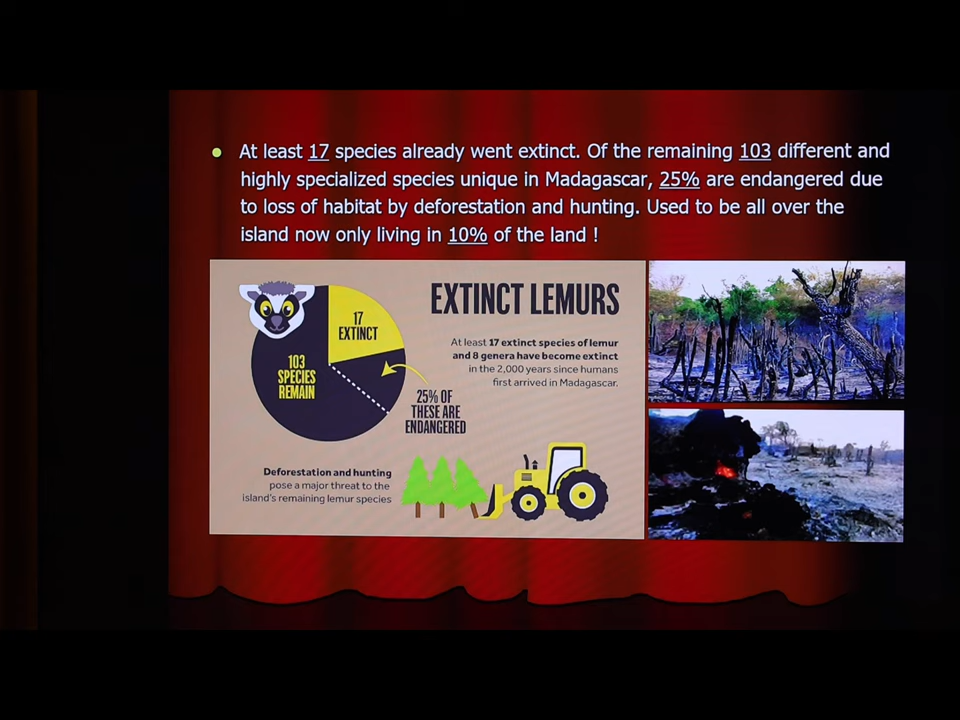 At least 17 species already went extinct. Of the remaining 103 different and
highly specialized species unique in Madagascar, 25% are endangered due
to loss of habitat by deforestation and hunting. Used to be all over the
island now only living in 10% of the land !
EXTINCT LEMURS
17
EXTINCT
103
SPECIES
REMAIN
25% OF
THESE ARE
ENDANGERED
At least 17 extinct species of lemur
and 8 genera have become extinct
in the 2,000 years since humans
first arrived in Madagascar.
Deforestation and hunting
pose a major threat to the
island's remaining lemur species